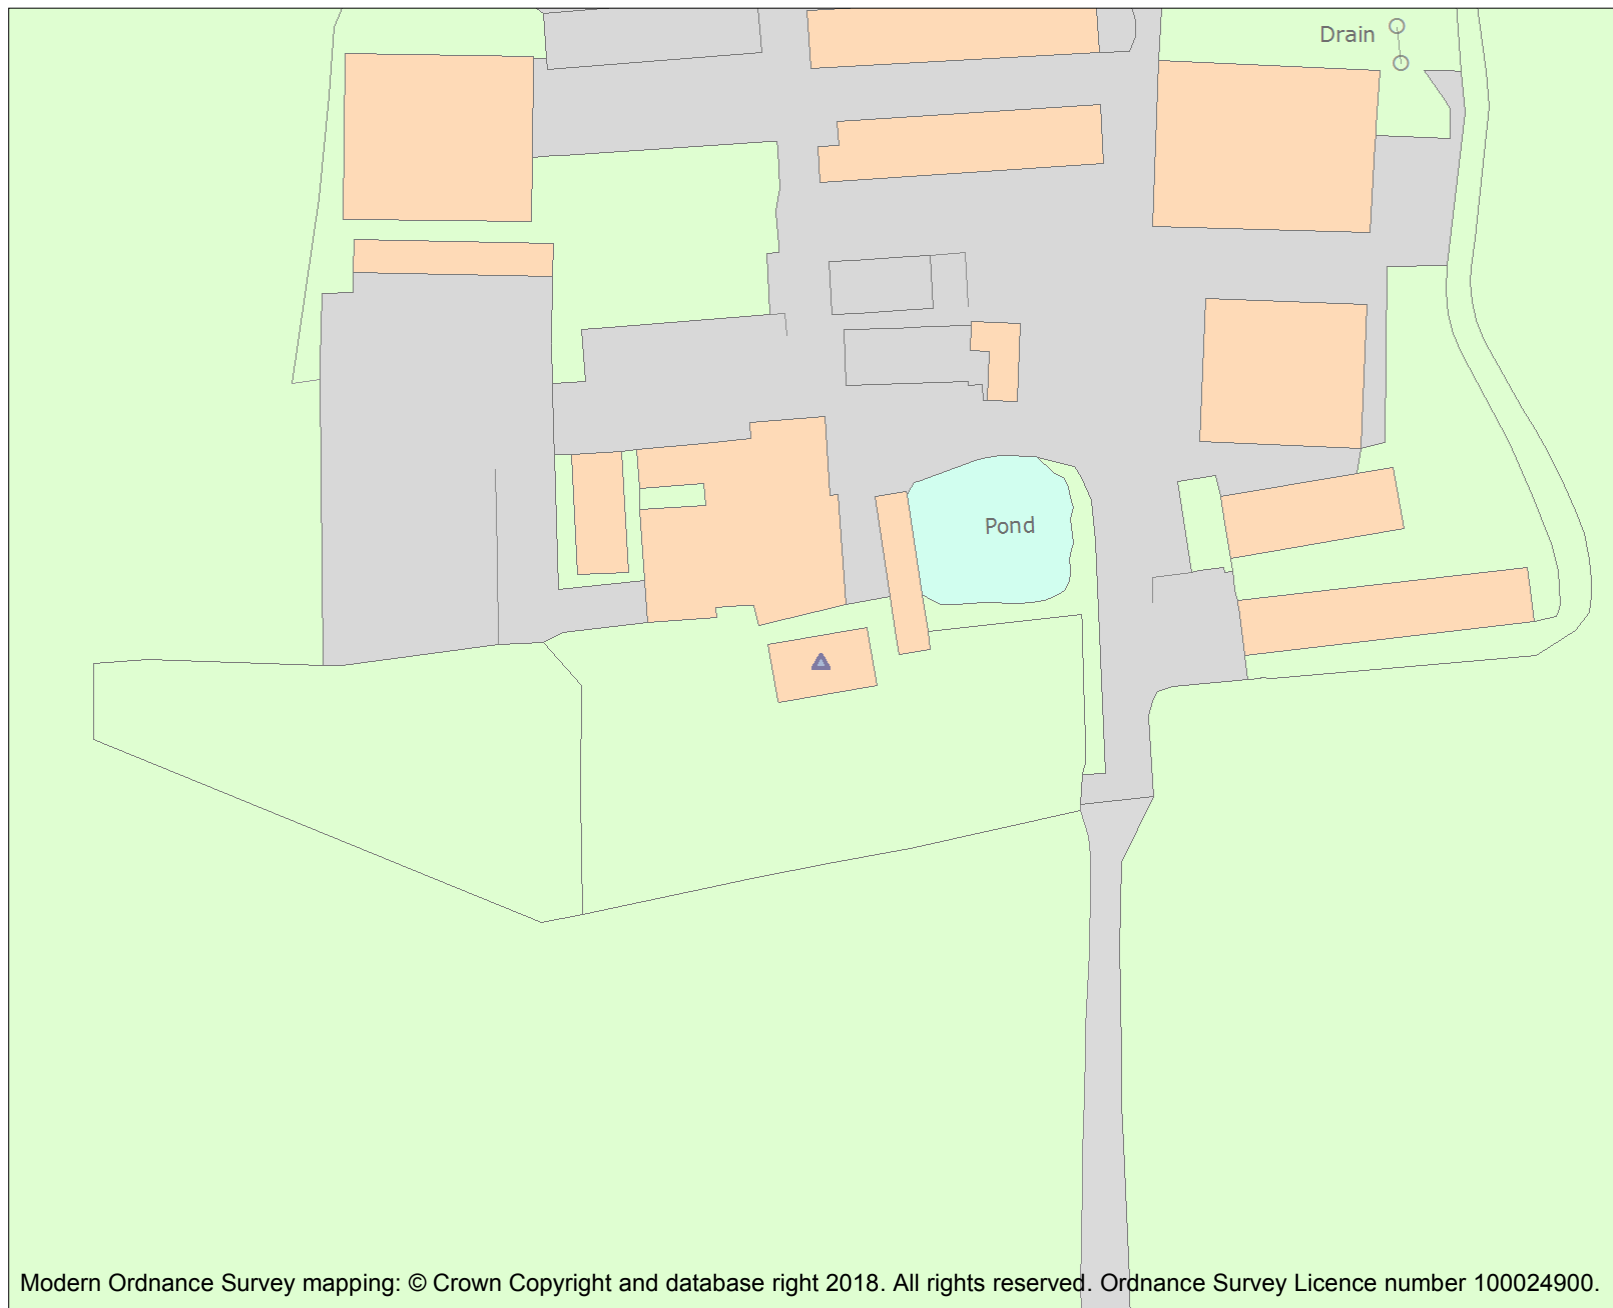 Drain
Pond
Modern Ordnance Survey mapping: © Crown Copyright and database right 2018. All rights reserved. Ordnance Survey Licence number 100024900.